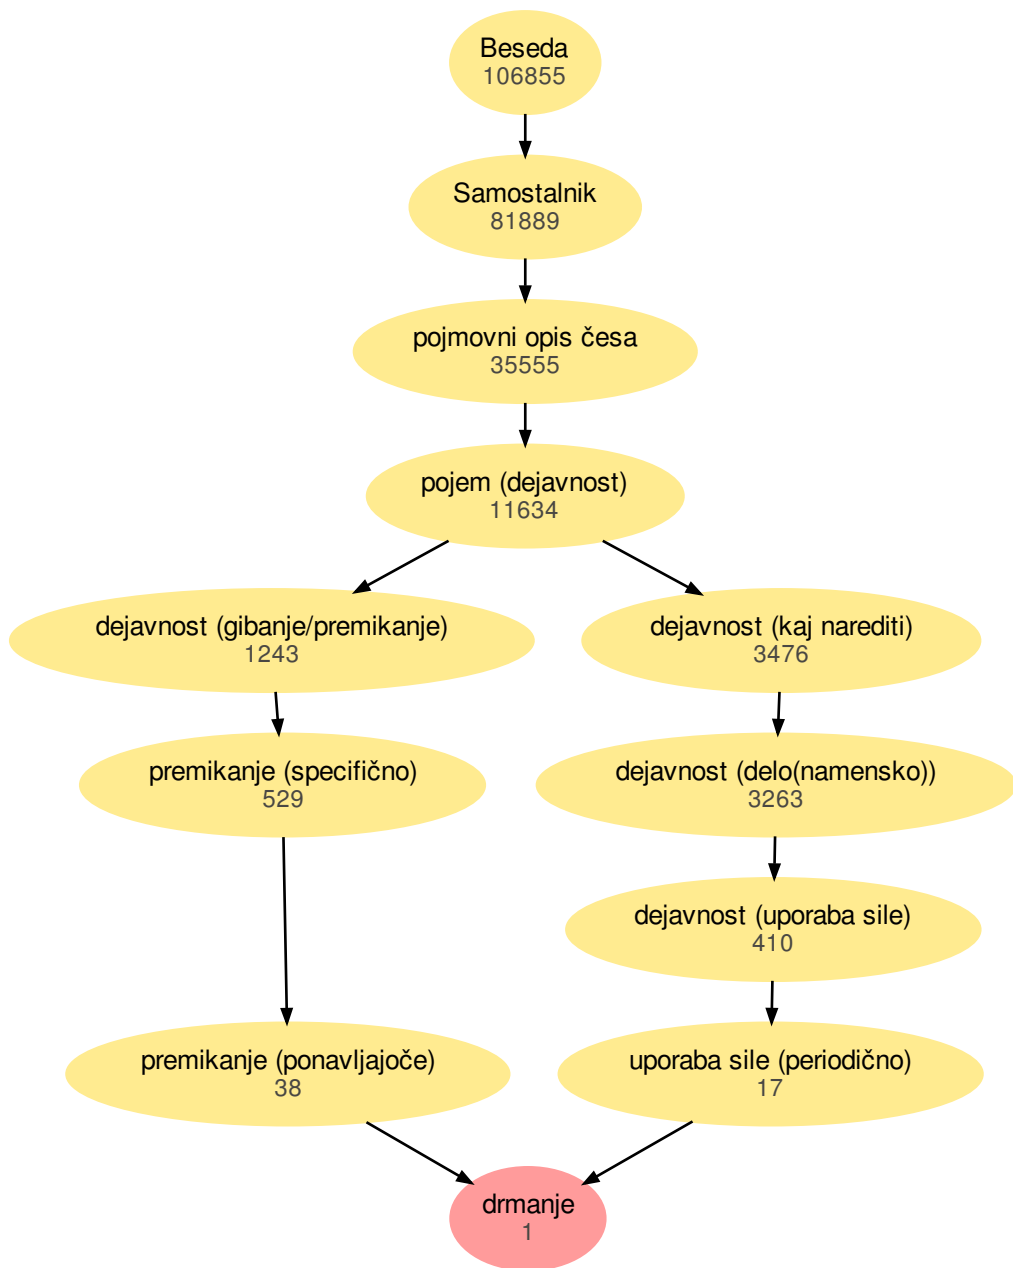 Beseda
106855
Samostalnik
81889
pojmovni opis česa
35555
pojem (dejavnost)
11634
dejavnost (gibanje/premikanje)
1243
dejavnost (kaj narediti)
3476
premikanje (specifično)
529
dejavnost (delo(namensko))
3263
dejavnost (uporaba sile)
410
premikanje (ponavljajoče)
38
uporaba sile (periodično)
17
drmanje
1